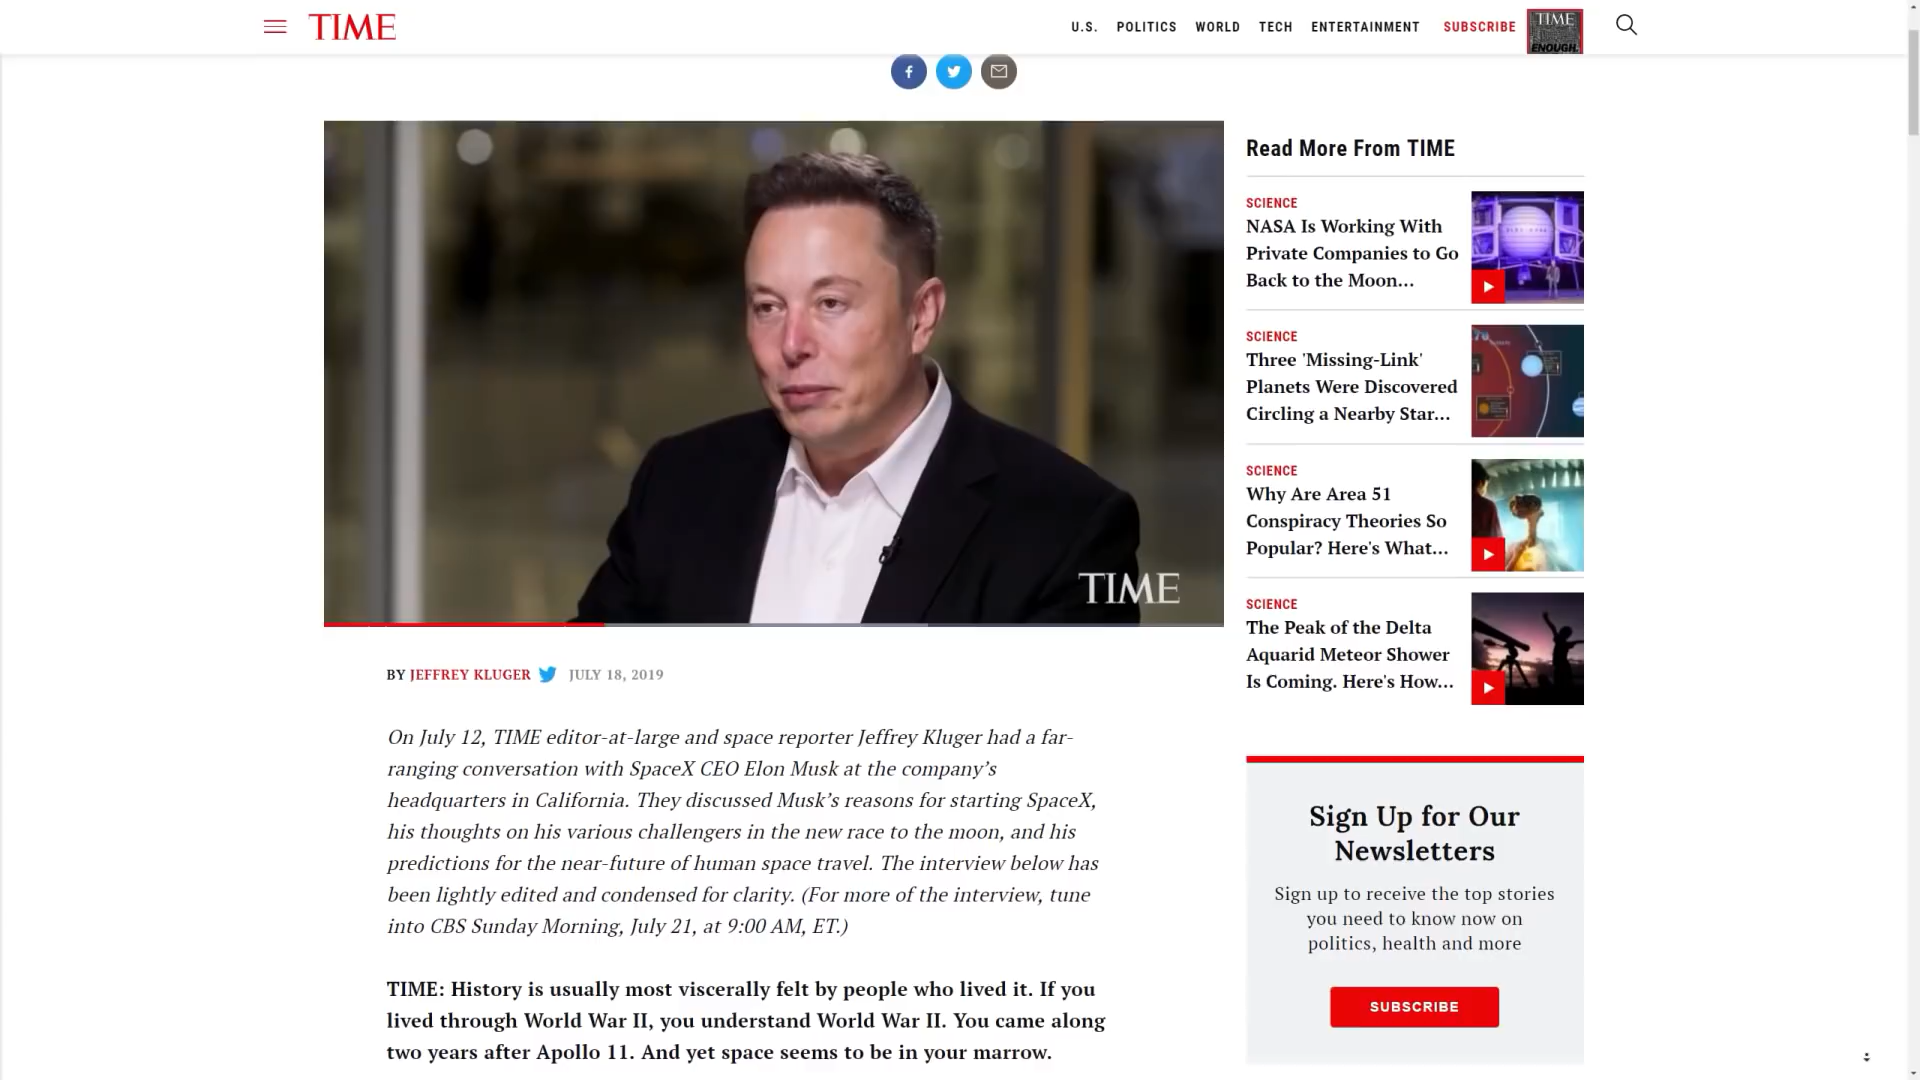 TIME
U.S. POLITICS WORLD TECH ENTERTAINMENT SUBSCRIBE
TIME
ENOUGH.
TIME
BY JEFFREY KLUGER JULY 18, 2019
On July 12, TIME editor-at-large and space reporter Jeffrey Kluger had a far-
ranging conversation with SpaceX CEO Elon Musk at the company’s
headquarters in California. They discussed Musk’s reasons for starting SpaceX,
his thoughts on his various challengers in the new race to the moon, and his
predictions for the near-future of human space travel. The interview below has
been lightly edited and condensed for clarity. (For more of the interview, tune
into CBS Sunday Morning, July 21, at 9:00 AM, ET.)
TIME: History is usually most viscerally felt by people who lived it. If you
lived through World War II, you understand World War II. You came along
two years after Apollo 11. And yet space seems to be in your marrow.
Read More From TIME
SCIENCE
NASA Is Working With
Private Companies to Go
Back to the Moon...
SCIENCE
Three 'Missing-Link'
Planets Were Discovered
Circling a Nearby Star...
SCIENCE
Why Are Area 51
Conspiracy Theories So
Popular? Here's What...
SCIENCE
The Peak of the Delta
Aquarid Meteor Shower
Is Coming. Here's How...
Sign Up for Our
Newsletters
Sign up to receive the top stories
you need to know now on
politics, health and more
SUBSCRIBE